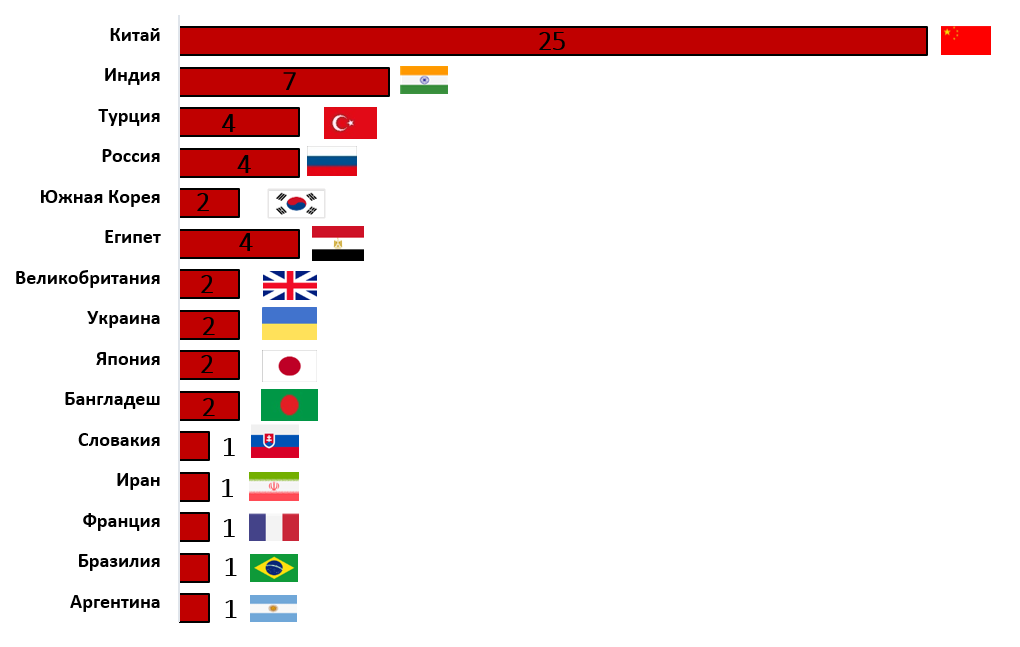 Китай 25
Индия 7
Турция 4
Россия 4
Южная Корея 2
Египет 4
Великобритания 2
Украина 2
Япония 2
Бангладеш 2
Словакия 1
Иран 1
Франция 1
Бразилия 1
Аргентина 1